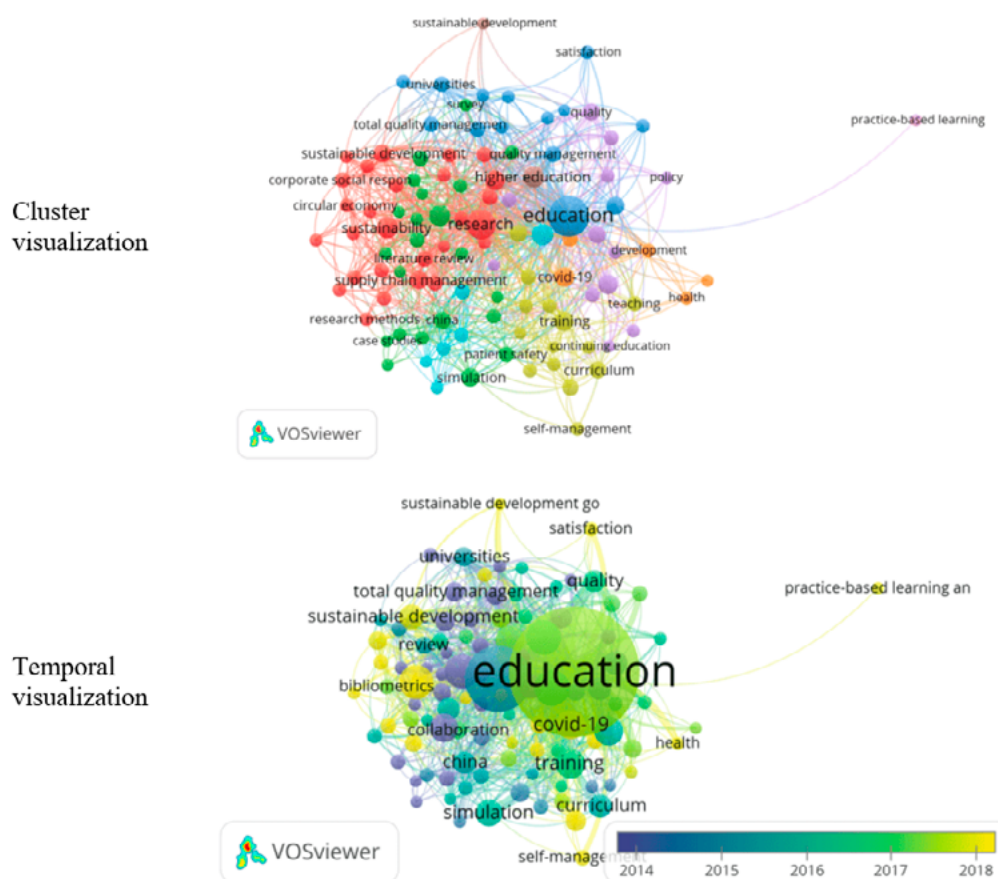 sustainable development
satisfaction
universities
survey
quality
total quality managemen
practice-based learning
sustainable development
quality management
corporate social respon
higher education
policy
Cluster
visualization
circular economy
education
sustainability
research
literature review
development
supply chain management
covid-19
health
teaching
research methods
china
training
case studies
continuing education
patient safety
curriculum
simulation
self-management
VOSviewer
sustainable development go
satisfaction
universities
quality
total quality management
practice-based learning an
sustainable development
review
Temporal
visualization
education
bibliometrics
covid-19
collaboration
health
china
training
curriculum
simulation
VOSviewer
self-manage
2014
2015
2016
2017
2018